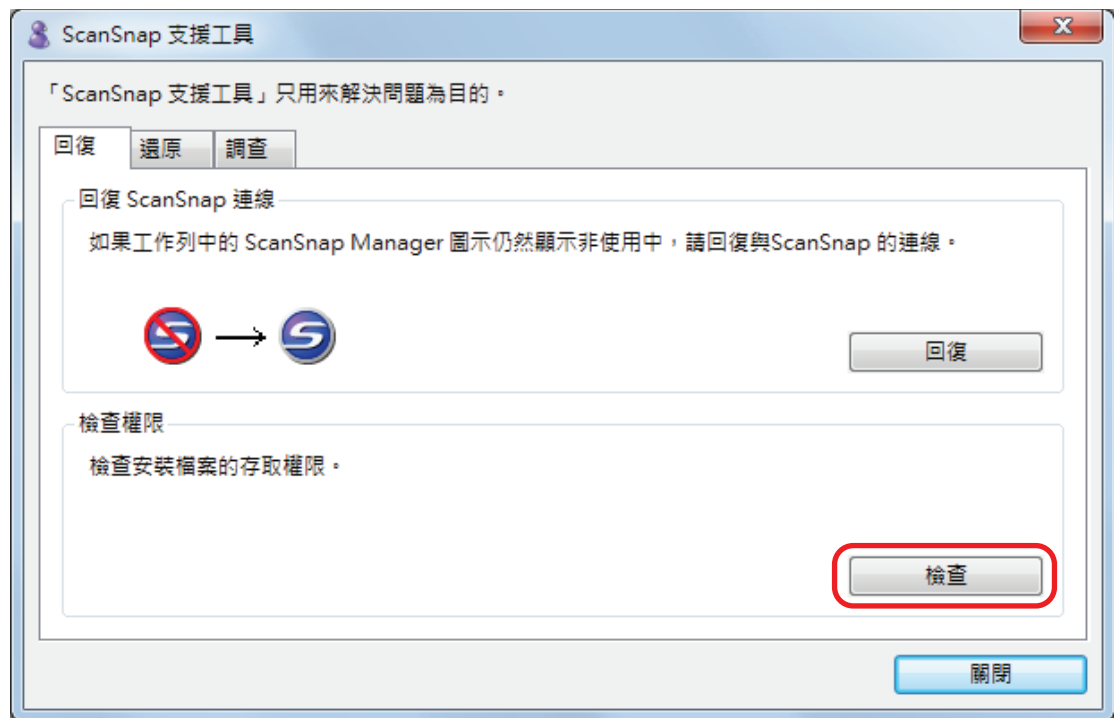 ScanSnap 支援工具
「ScanSnap 支援工具」只用來解決問題為目的。
回復 還原 調查
回復 ScanSnap 連線
如果工作列中的 ScanSnap Manager 圖示仍然顯示非使用中，請回復與ScanSnap 的連線。
回復
檢查權限
檢查安裝檔案的存取權限。
檢查
關閉